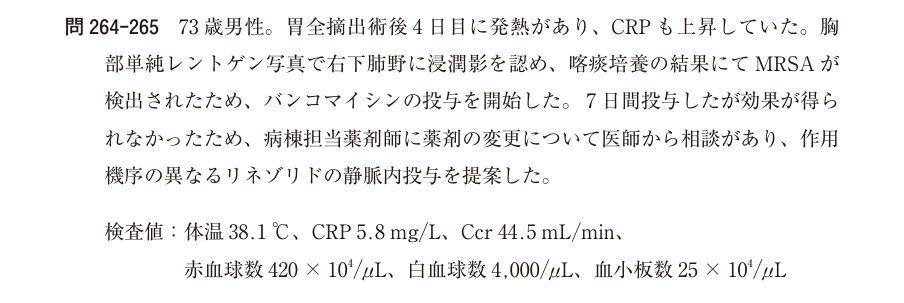 問 264-265　73 歳男性。胃全摘出術後 4 日目に発熱があり、CRP も上昇していた。胸
部単純レントゲン写真で右下肺野に浸潤影を認め、喀痰培養の結果にて MRSA が
検出されたため、バンコマイシンの投与を開始した。7 日間投与したが効果が得ら
れなかったため、病棟担当薬剤師に薬剤の変更について医師から相談があり、作用
機序の異なるリネゾリドの静脈内投与を提案した。
検査値：体温 38.1 ℃、CRP 5.8 mg/L、Ccr 44.5 mL/min、
赤血球数 420 × 10⁴/μL、白血球数 4,000/μL、血小板数 25 × 10⁴/μL